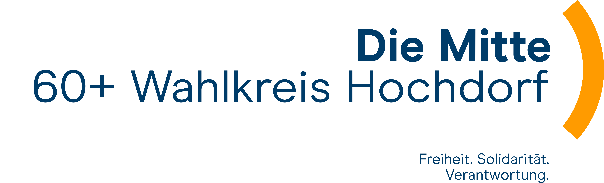 Die Mitte
60+ Wahlkreis Hochdorf
Freiheit. Solidarität.
Verantwortung.